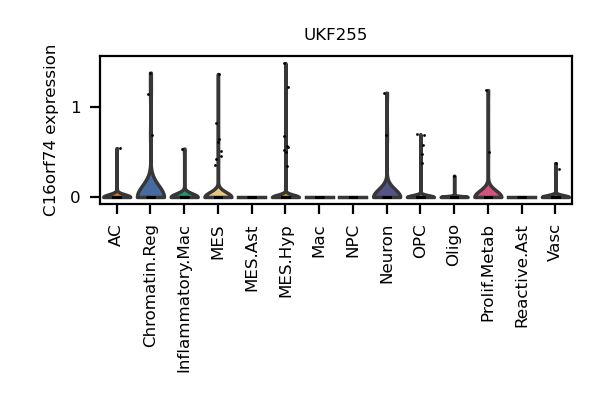 UKF255
C16orf74 expression
1
0
AC
Chromatin.Reg
Inflammatory.Mac
MES
MES.Ast
MES.Hyp
Mac
NPC
Neuron
OPC
Oligo
Prolif.Metab
Reactive.Ast
Vasc